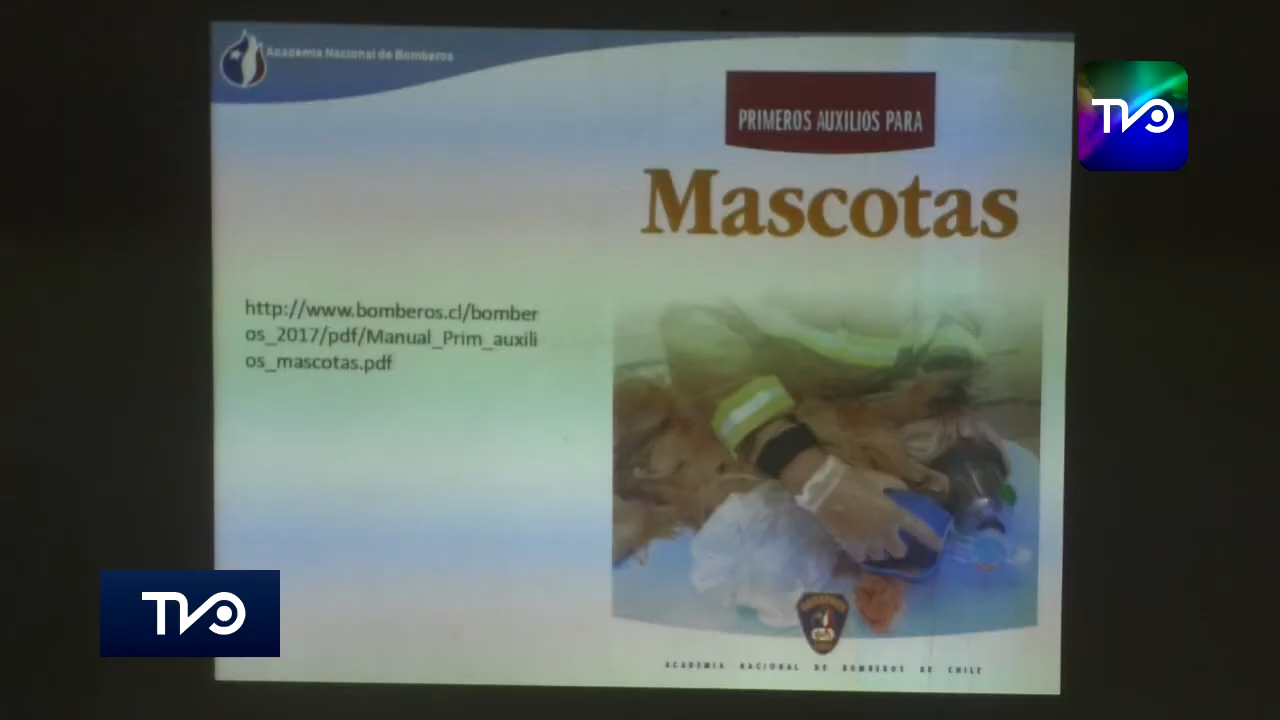 Academia Nacional de Bomberos
PRIMEROS AUXILIOS PARA
TVO
Mascotas
http://www.bomberos.cl/bomber
os_2017/pdf/Manual_Prim_auxili
os_mascotas.pdf
TVO
ACADEMIA NACIONAL DE BOMBEROS DE CHILE